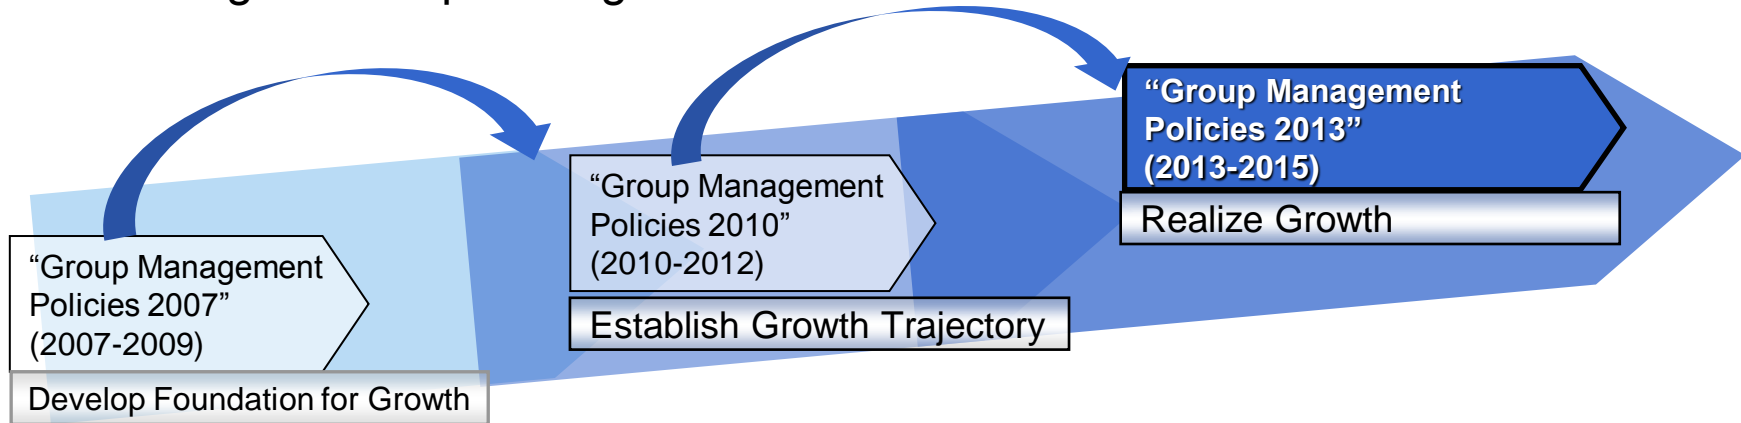 “Group Management
Policies 2007”
(2007-2009)
Develop Foundation for Growth
“Group Management
Policies 2010”
(2010-2012)
Establish Growth Trajectory
“Group Management
Policies 2013”
(2013-2015)
Realize Growth